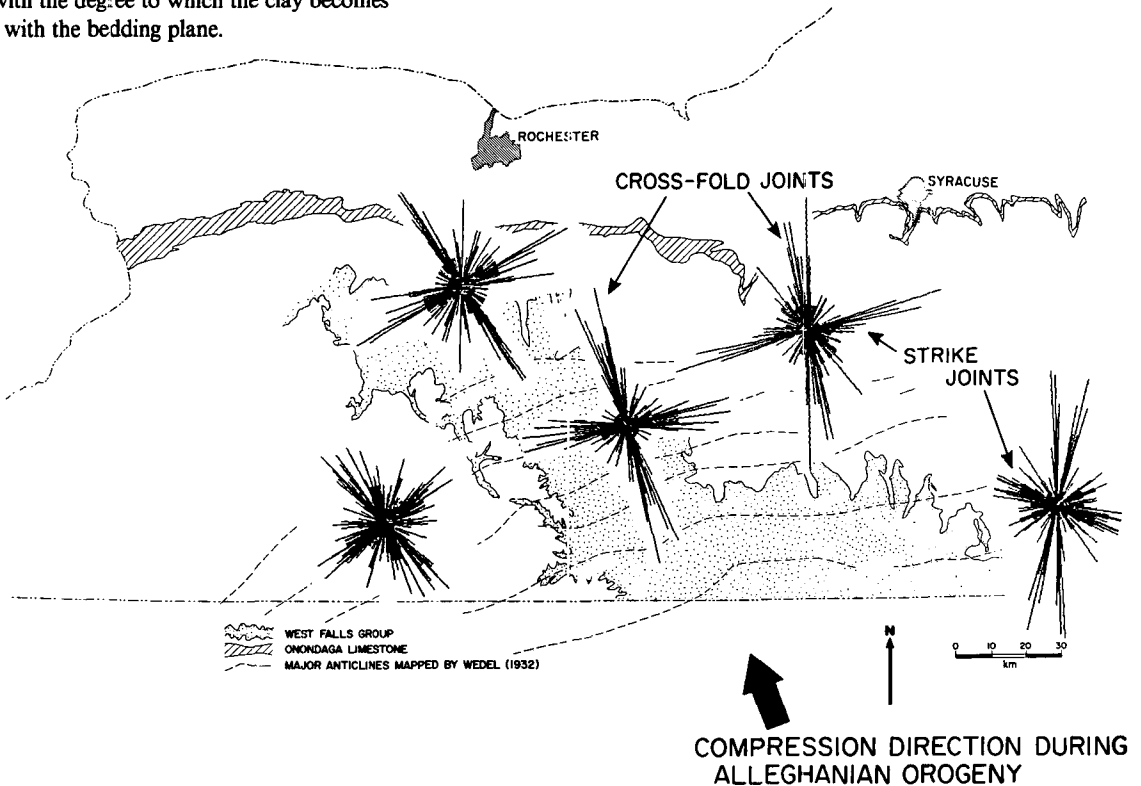 with the degree to which the clay becomes
with the bedding plane.
ROCHESTER
CROSS-FOLD JOINTS
SYRACUSE
STRIKE
JOINTS
WEST FALLS GROUP
ONONDAGA LIMESTONE
MAJOR ANTICLINES MAPPED BY WEDEL (1932)
N
0 10 20 30
km
COMPRESSION DIRECTION DURING
ALLEGHANIAN OROGENY